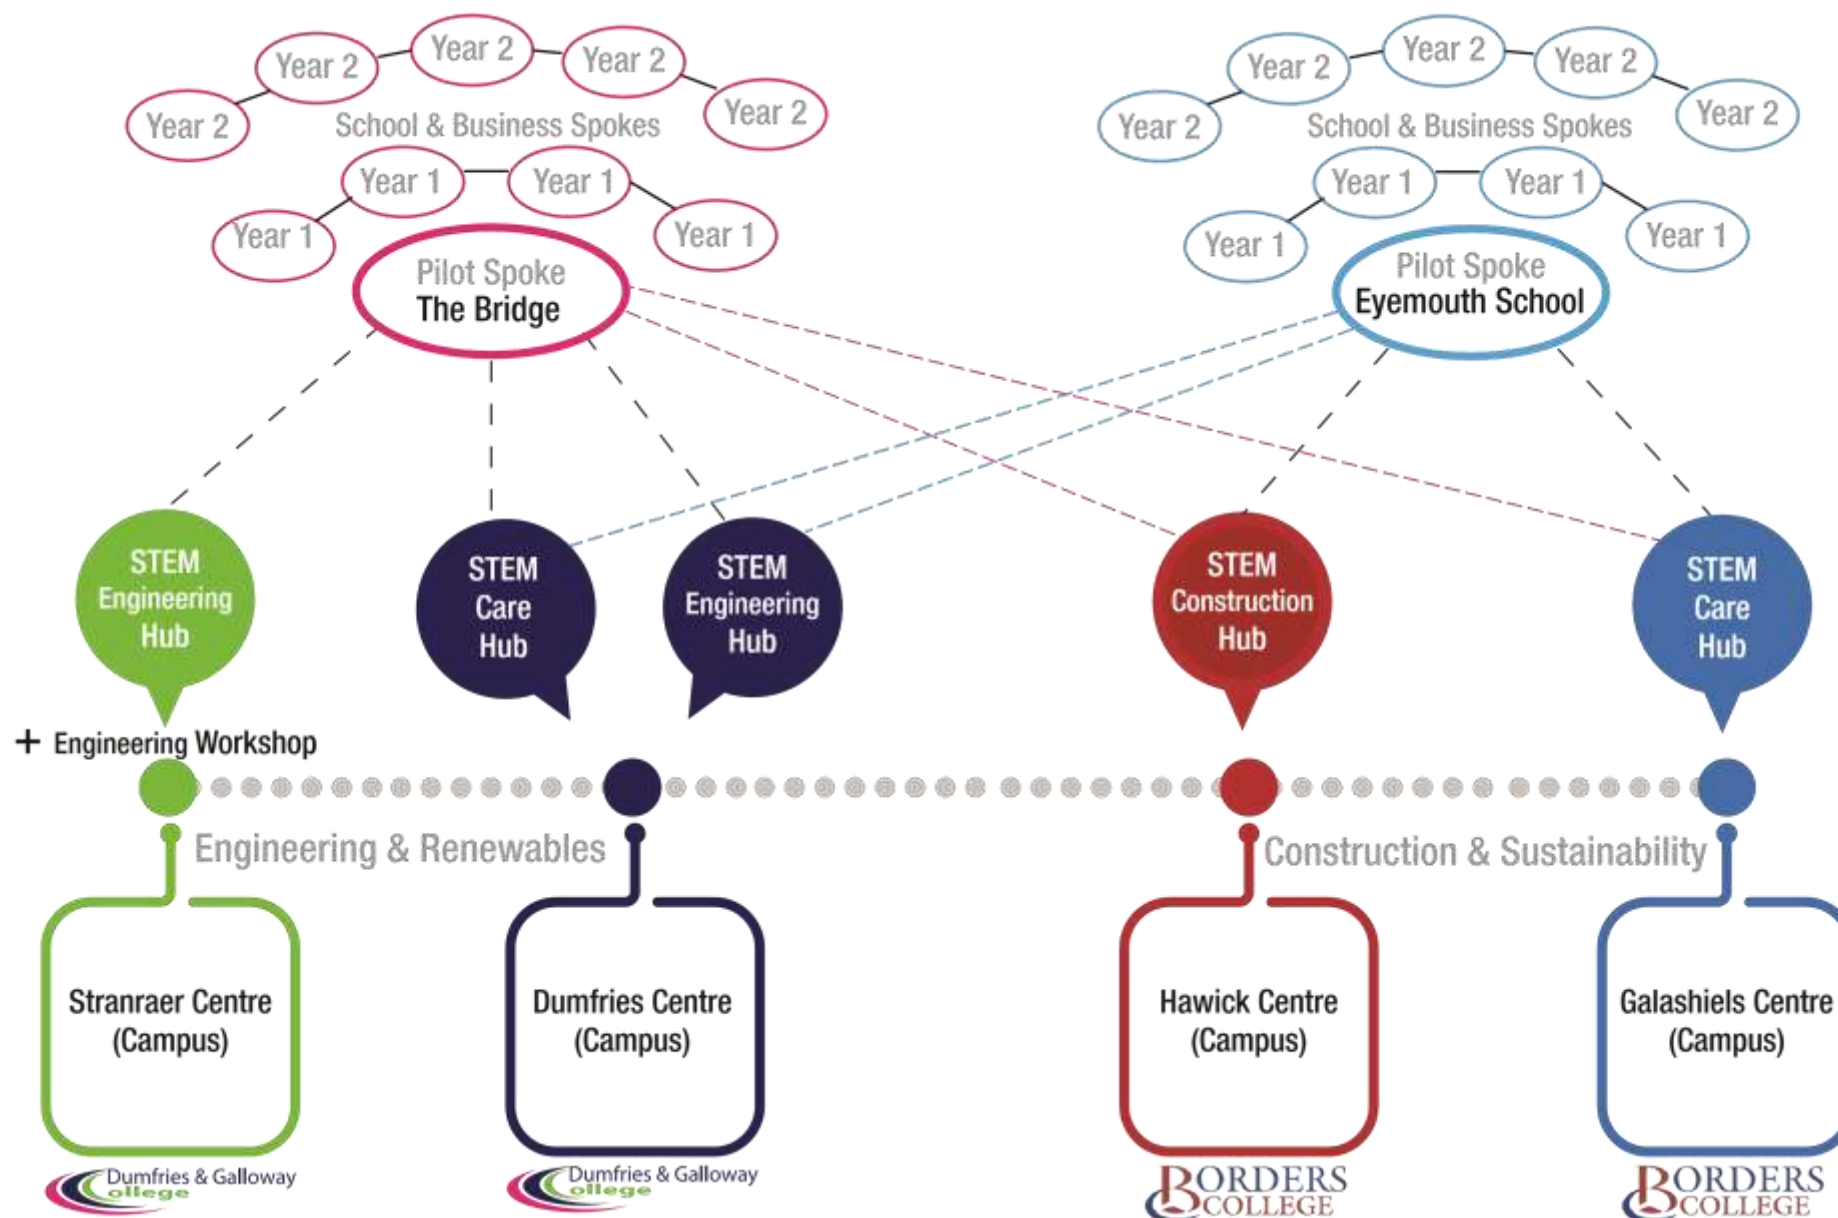 Year 2
Year 2
Year 2
Year 2
Year 2
School & Business Spokes
Year 1
Year 1
Year 1
Year 1
Pilot Spoke
The Bridge
Year 2
Year 2
Year 2
Year 2
Year 2
School & Business Spokes
Year 1
Year 1
Year 1
Year 1
Pilot Spoke
Eyemouth School
STEM
Engineering
Hub
STEM
Care
Hub
STEM
Engineering
Hub
STEM
Construction
Hub
STEM
Care
Hub
+ Engineering Workshop
Engineering & Renewables
Construction & Sustainability
Stranraer Centre
(Campus)
Dumfries Centre
(Campus)
Hawick Centre
(Campus)
Galashiels Centre
(Campus)
Dumfries & Galloway
College
Dumfries & Galloway
College
BORDERS
COLLEGE
BORDERS
COLLEGE